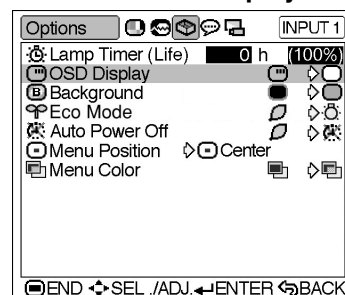 Options INPUT 1
Lamp Timer (Life) 0 h (100%)
OSD Display
B Background
Eco Mode
Auto Power Off
Menu Position Center
Menu Color
END SEL./ADJ. ENTER BACK